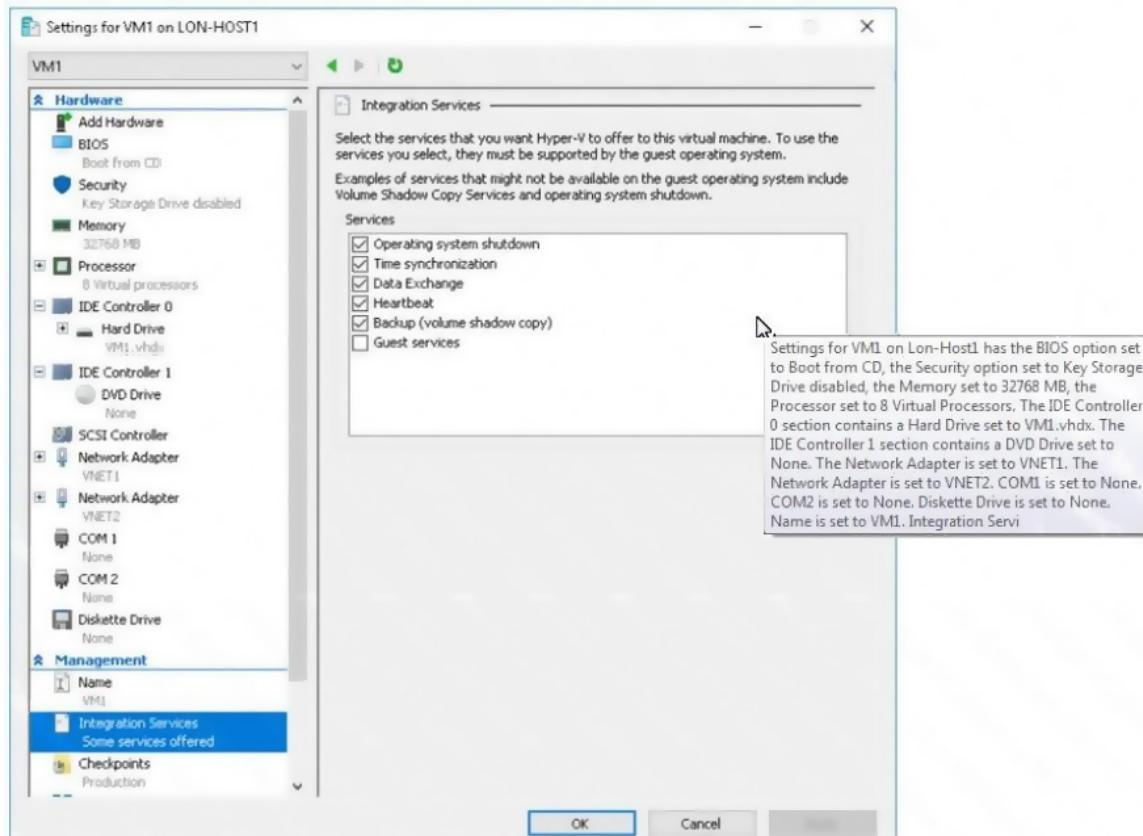 Settings for VM1 on LON-HOST1
VM1
Hardware
Add Hardware
BIOS
Boot from CD
Security
Key Storage Drive disabled
Memory
32768 MB
Processor
8 Virtual processors
IDE Controller 0
Hard Drive
VM1.vhdx
IDE Controller 1
DVD Drive
None
SCSI Controller
Network Adapter
VNET1
Network Adapter
VNET2
COM 1
None
COM 2
None
Diskette Drive
None
Management
Name
VM1
Integration Services
Some services offered
Checkpoints
Production
Integration Services
Select the services that you want Hyper-V to offer to this virtual machine. To use the
services you select, they must be supported by the guest operating system.
Examples of services that might not be available on the guest operating system include
Volume Shadow Copy Services and operating system shutdown.
Services
Operating system shutdown
Time synchronization
Data Exchange
Heartbeat
Backup (volume shadow copy)
Guest services
Settings for VM1 on Lon-Host1 has the BIOS option set
to Boot from CD, the Security option set to Key Storage
Drive disabled, the Memory set to 32768 MB, the
Processor set to 8 Virtual Processors. The IDE Controller
0 section contains a Hard Drive set to VM1.vhdx. The
IDE Controller 1 section contains a DVD Drive set to
None. The Network Adapter is set to VNET1. The
Network Adapter is set to VNET2. COM1 is set to None.
COM2 is set to None. Diskette Drive is set to None.
Name is set to VM1. Integration Servi
OK
Cancel